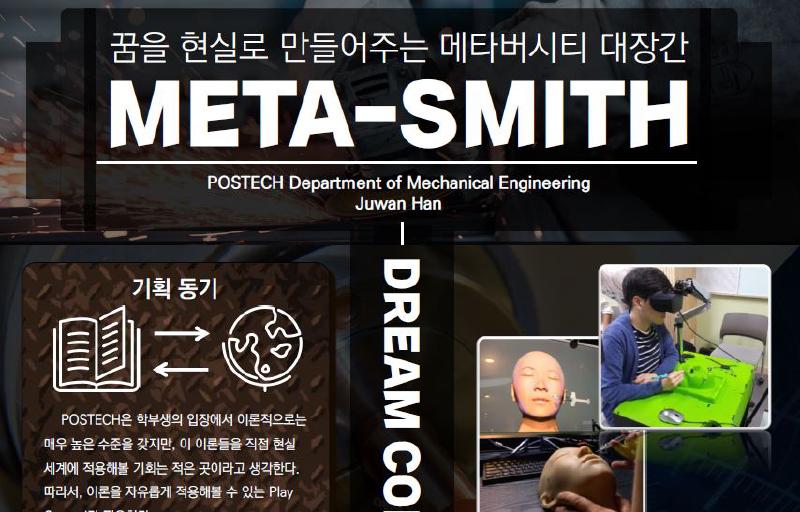 꿈을 현실로 만들어주는 메타버시티 대장간
META-SMITH
POSTECH Department of Mechanical Engineering
Juwan Han
기획 동기
POSTECH은 학부생의 입장에서 이론적으로는
매우 높은 수준을 갖지만, 이 이론들을 직접 현실
세계에 적용해볼 기회는 적은 곳이라고 생각한다.
따라서, 이론을 자유롭게 적용해볼 수 있는 Play
DREAM CO